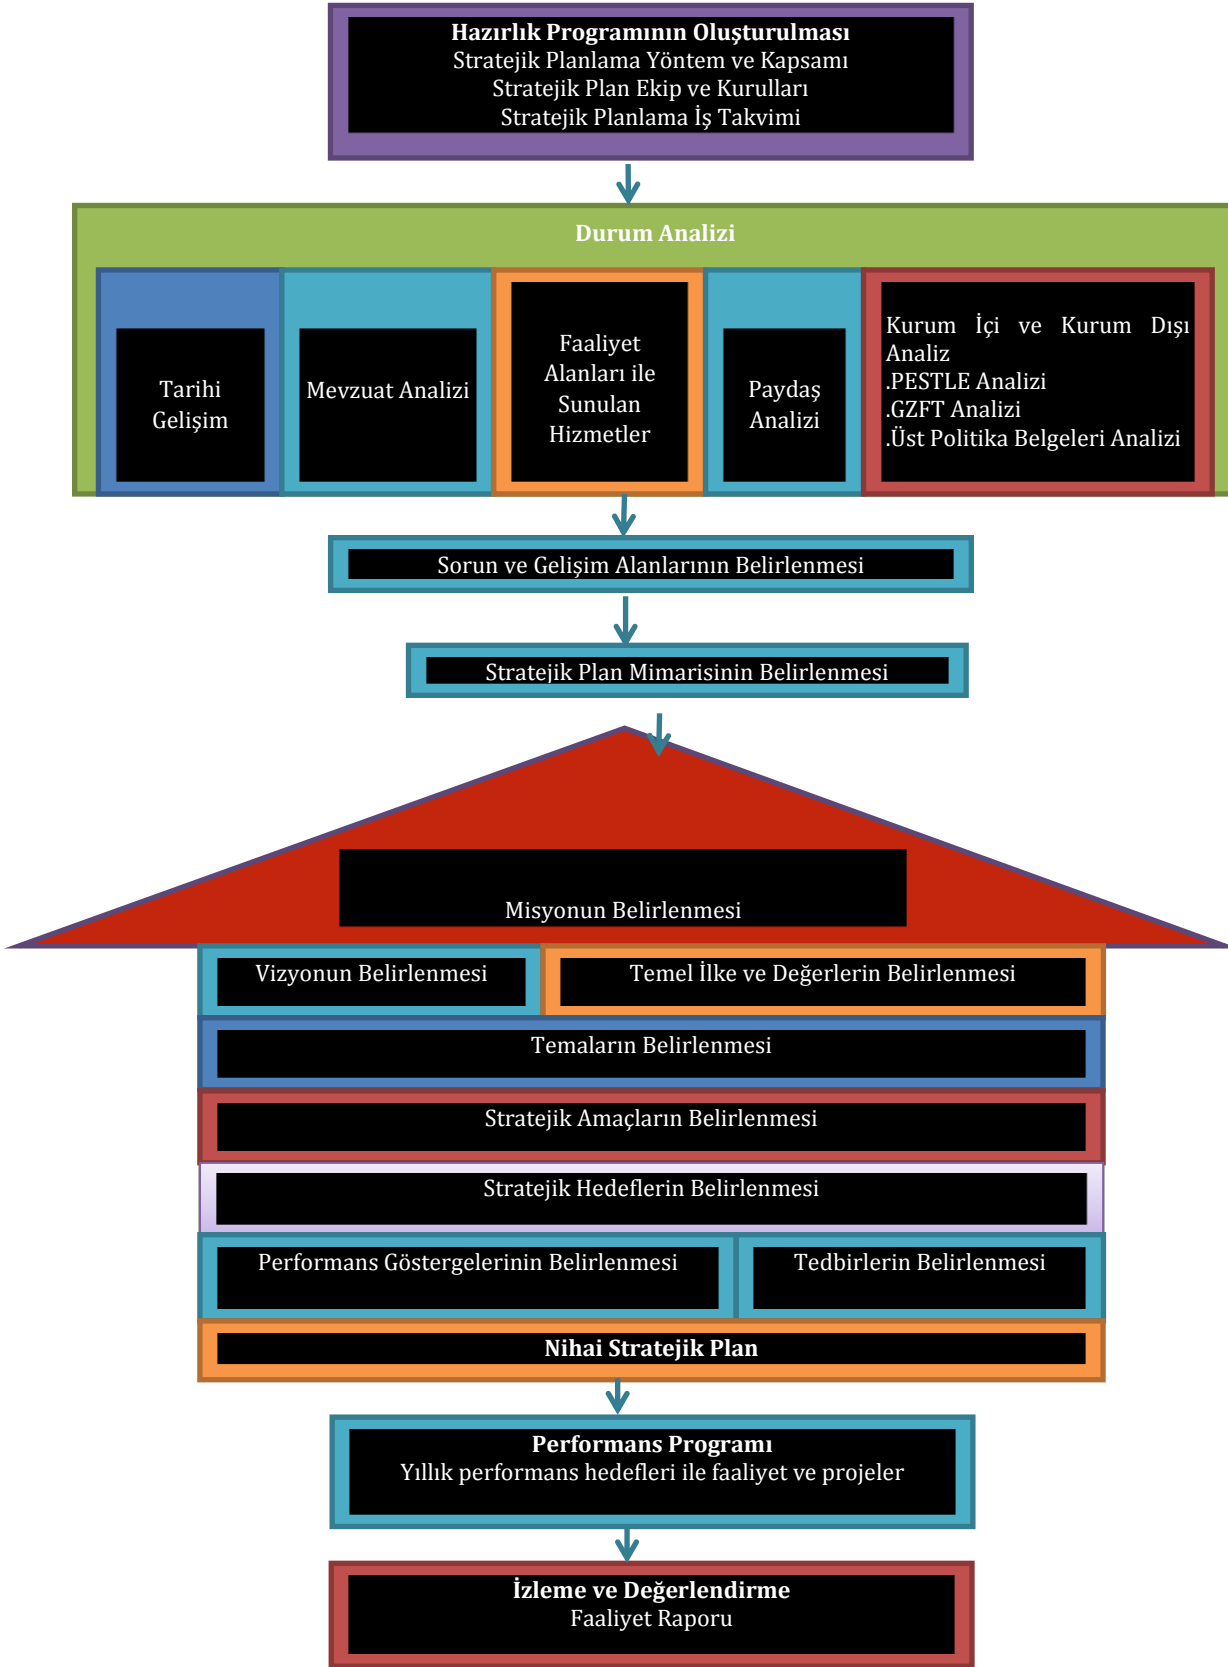 Hazırlık Programının Oluşturulması
Stratejik Planlama Yöntem ve Kapsamı
Stratejik Plan Ekip ve Kurulları
Stratejik Planlama İş Takvimi
Durum Analizi
Tarihi
Gelişim
Mevzuat Analizi
Faaliyet
Alanları ile
Sunulan
Hizmetler
Paydaş
Analizi
Kurum İçi ve Kurum Dışı
Analiz
.PESTLE Analizi
.GZFT Analizi
.Üst Politika Belgeleri Analizi
Sorun ve Gelişim Alanlarının Belirlenmesi
Stratejik Plan Mimarisinin Belirlenmesi
Misyonun Belirlenmesi
Vizyonun Belirlenmesi
Temel İlke ve Değerlerin Belirlenmesi
Temaların Belirlenmesi
Stratejik Amaçların Belirlenmesi
Stratejik Hedeflerin Belirlenmesi
Performans Göstergelerinin Belirlenmesi
Tedbirlerin Belirlenmesi
Nihai Stratejik Plan
Performans Programı
Yıllık performans hedefleri ile faaliyet ve projeler
İzleme ve Değerlendirme
Faaliyet Raporu